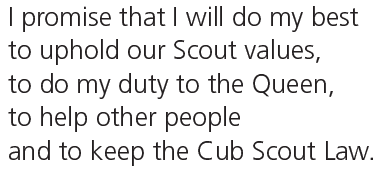 I promise that I will do my best
to uphold our Scout values,
to do my duty to the Queen,
to help other people
and to keep the Cub Scout Law.